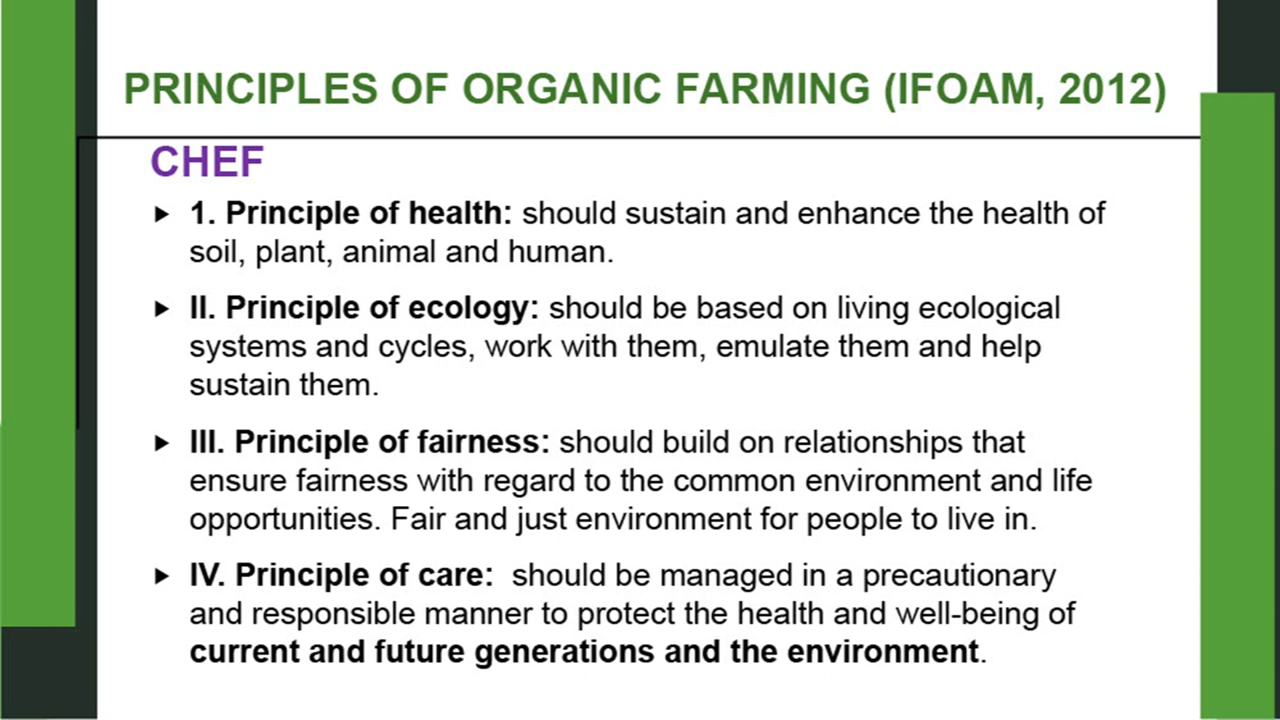 PRINCIPLES OF ORGANIC FARMING (IFOAM, 2012)
CHEF
1. Principle of health: should sustain and enhance the health of
soil, plant, animal and human.
II. Principle of ecology: should be based on living ecological
systems and cycles, work with them, emulate them and help
sustain them.
III. Principle of fairness: should build on relationships that
ensure fairness with regard to the common environment and life
opportunities. Fair and just environment for people to live in.
IV. Principle of care: should be managed in a precautionary
and responsible manner to protect the health and well-being of
current and future generations and the environment.